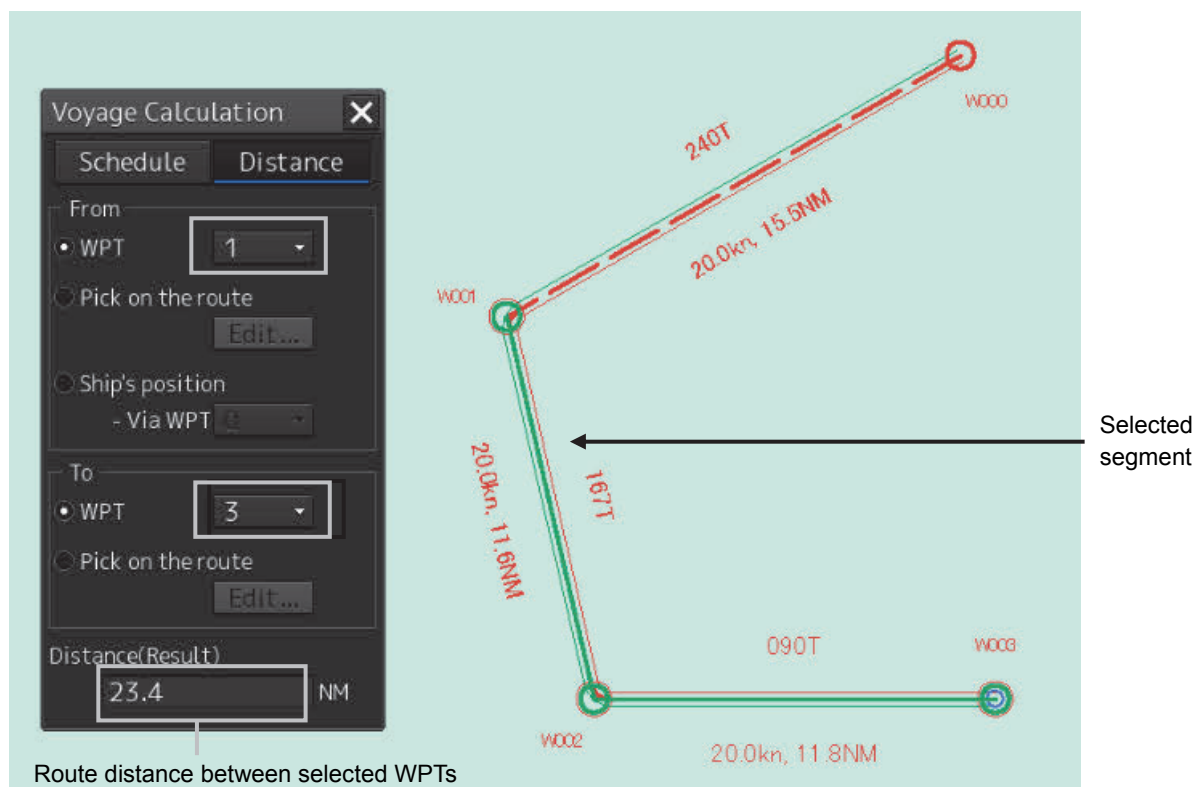 Voyage Calculation
Schedule
Distance
From
WPT
1
Pick on the route
Edit...
Ship's position
- Via WPT
To
WPT
3
Pick on the route
Edit...
Distance(Result)
23.4
NM
Route distance between selected WPTs
W000
240T
20.0kn, 15.5NM
W001
20.0kn, 11.6NM
167T
Selected
segment
090T
W003
W002
20.0kn, 11.8NM